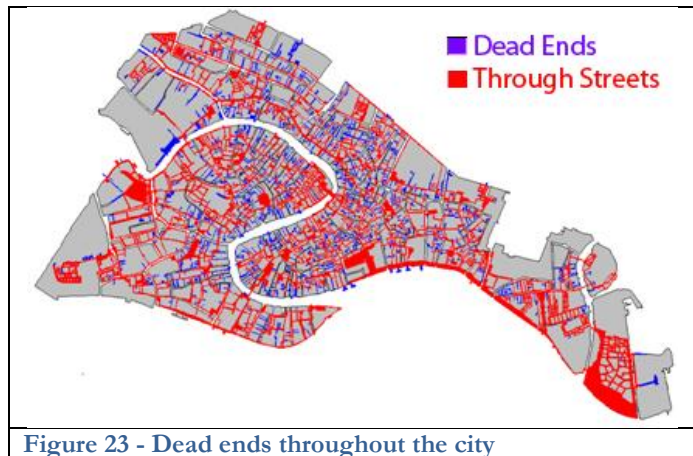 Dead Ends
Through Streets
Figure 23 - Dead ends throughout the city